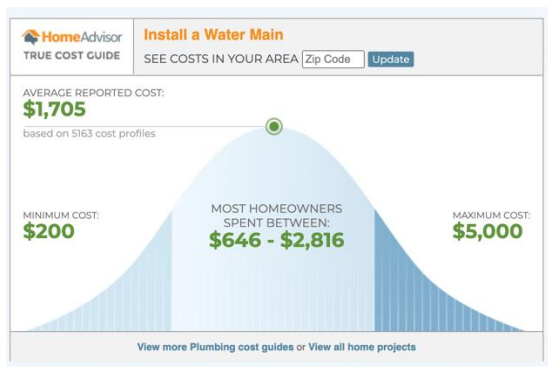 HomeAdvisor
TRUE COST GUIDE
Install a Water Main
SEE COSTS IN YOUR AREA Zip Code Update
AVERAGE REPORTED COST:
$1,705
based on 5163 cost profiles
MINIMUM COST:
$200
MOST HOMEOWNERS
SPENT BETWEEN:
$646 - $2,816
MAXIMUM COST:
$5,000
View more Plumbing cost guides or View all home projects